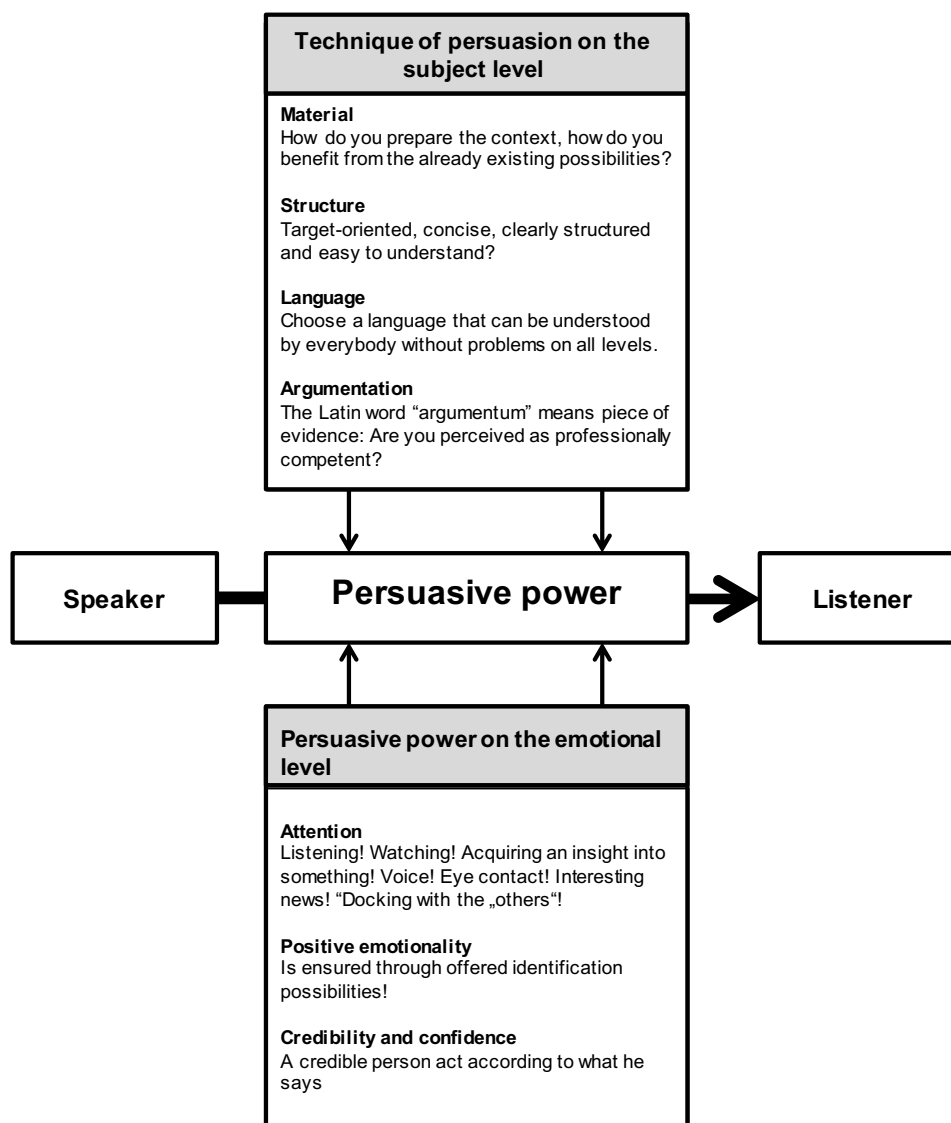 Technique of persuasion on the
subject level
Material
How do you prepare the context, how do you
benefit from the already existing possibilities?
Structure
Target-oriented, concise, clearly structured
and easy to understand?
Language
Choose a language that can be understood
by everybody without problems on all levels.
Argumentation
The Latin word “argumentum” means piece of
evidence: Are you perceived as professionally
competent?
Speaker
Persuasive power
Listener
Persuasive power on the emotional
level
Attention
Listening! Watching! Acquiring an insight into
something! Voice! Eye contact! Interesting
news! “Docking with the „others“!
Positive emotionality
Is ensured through offered identification
possibilities!
Credibility and confidence
A credible person act according to what he
says